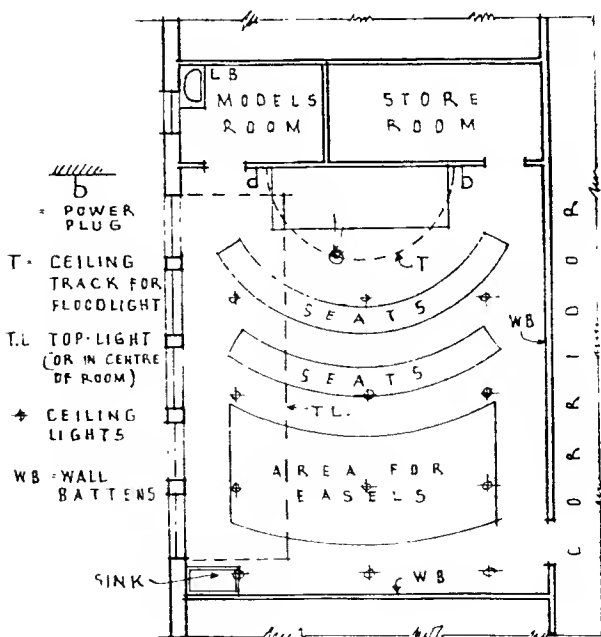 LB
MODELS
ROOM
STORE
ROOM
= POWER
PLUG
T = CEILING
TRACK FOR
FLOODLIGHT
T.L TOP-LIGHT
(OR IN CENTRE
OF ROOM)
CEILING
LIGHTS
WB = WALL
BATTENS
T
SEATS
WB
SEATS
T.L.
AREA FOR
EASELS
SINK
WB
CORRIDOR